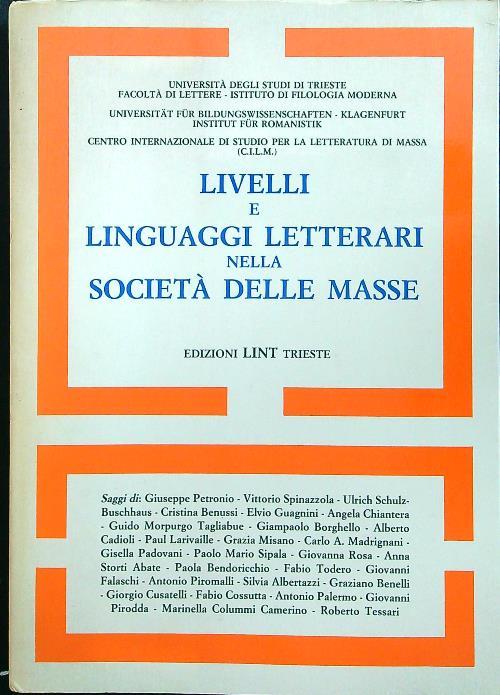 UNIVERSITÀ DEGLI STUDI DI TRIESTE
FACOLTÀ DI LETTERE - ISTITUTO DI FILOLOGIA MODERNA
UNIVERSITÄT FÜR BILDUNGSWISSENSCHAFTEN - KLAGENFURT
INSTITUT FÜR ROMANISTIK
CENTRO INTERNAZIONALE DI STUDIO PER LA LETTERATURA DI MASSA
(C.I.L.M.)
LIVELLI
E
LINGUAGGI LETTERARI
NELLA
SOCIETÀ DELLE MASSE
EDIZIONI LINT TRIESTE
Saggi di: Giuseppe Petronio - Vittorio Spinazzola - Ulrich Schulz-
Buschhaus - Cristina Benussi - Elvio Guagnini - Angela Chiantera
- Guido Morpurgo Tagliabue - Giampaolo Borghello - Alberto
Cadioli - Paul Larivaille - Grazia Misano - Carlo A. Madrignani -
Gisella Padovani - Paolo Mario Sipala - Giovanna Rosa - Anna
Storti Abate - Paola Bendoricchio - Fabio Todero - Giovanni
Falaschi - Antonio Piromalli - Silvia Albertazzi - Graziano Benelli
- Giorgio Cusatelli - Fabio Cossutta - Antonio Palermo - Giovanni
Pirodda - Marinella Colummi Camerino - Roberto Tessari